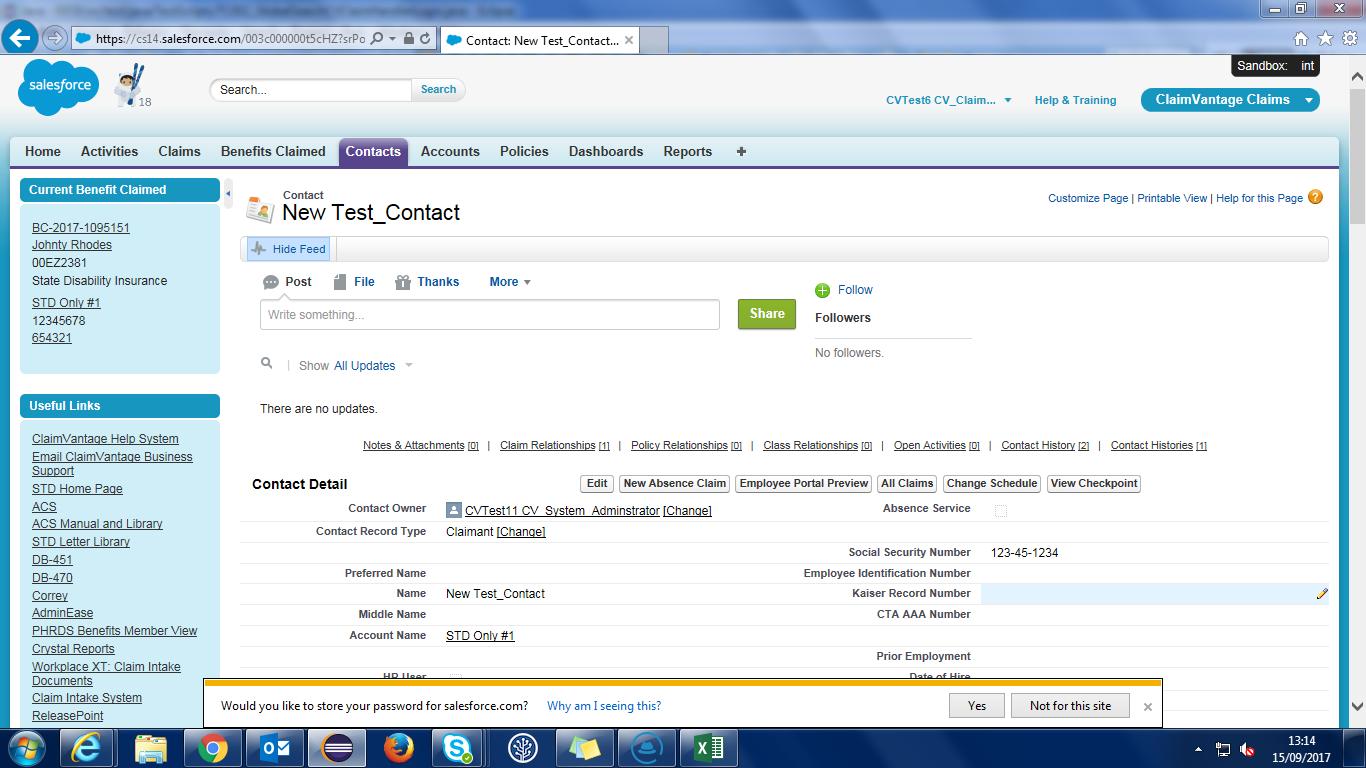 https://cs14.salesforce.com/003c000000t5cHZ?srPo
Contact: New Test_Contact...
Sandbox: int
salesforce
18
Search...
Search
CVTest6 CV_Claim...
Help & Training
ClaimVantage Claims
Home Activities Claims Benefits Claimed Contacts Accounts Policies Dashboards Reports +
Current Benefit Claimed
BC-2017-1095151
Johnty Rhodes
00EZ2381
State Disability Insurance
STD Only #1
12345678
654321
Useful Links
ClaimVantage Help System
Email ClaimVantage Business
Support
STD Home Page
ACS
ACS Manual and Library
STD Letter Library
DB-451
DB-470
Correy
AdminEase
PHRDS Benefits Member View
Crystal Reports
Workplace XT: Claim Intake
Documents
Claim Intake System
ReleasePoint
Contact
New Test_Contact
Customize Page | Printable View | Help for this Page
Hide Feed
Post File Thanks More
Write something...
Share
Follow
Followers
No followers.
Show All Updates
There are no updates.
Notes & Attachments [0] | Claim Relationships [1] | Policy Relationships [0] | Class Relationships [0] | Open Activities [0] | Contact History [2] | Contact Histories [1]
Contact Detail
Edit New Absence Claim Employee Portal Preview All Claims Change Schedule View Checkpoint
Contact Owner CVTest11 CV_System_Adminstrator [Change] Absence Service
Contact Record Type Claimant [Change]
Social Security Number 123-45-1234
Preferred Name Employee Identification Number
Name New Test_Contact Kaiser Record Number
Middle Name CTA AAA Number
Account Name STD Only #1
Prior Employment
HR User Date of Hire
Would you like to store your password for salesforce.com? Why am I seeing this? Yes Not for this site
13:14
15/09/2017